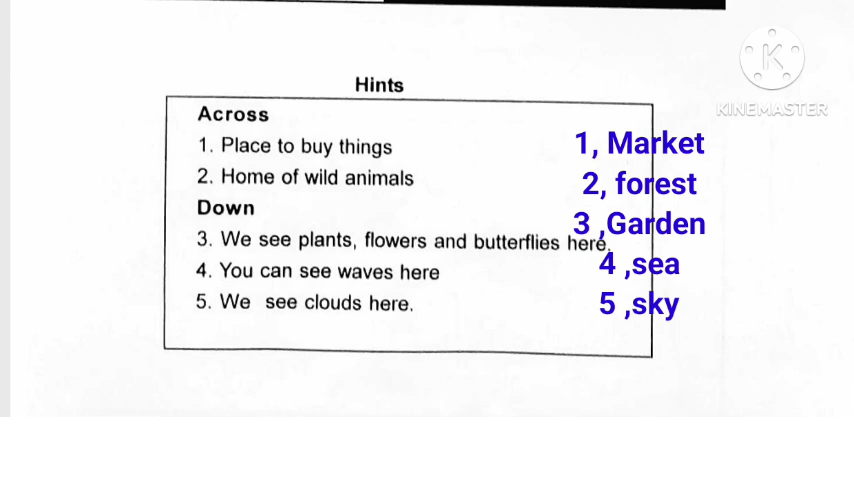 Hints
KINEMASTER
Across
1. Place to buy things
1, Market
2. Home of wild animals
2, forest
Down
3 ,Garden
3. We see plants, flowers and butterflies here.
4. You can see waves here
4 ,sea
5. We see clouds here.
5 ,sky